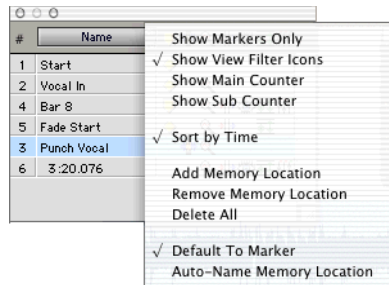 # Name
1 Start
2 Vocal In
4 Bar 8
5 Fade Start
3 Punch Vocal
6 3:20.076
Show Markers Only
√ Show View Filter Icons
Show Main Counter
Show Sub Counter
√ Sort by Time
Add Memory Location
Remove Memory Location
Delete All
√ Default To Marker
Auto-Name Memory Location